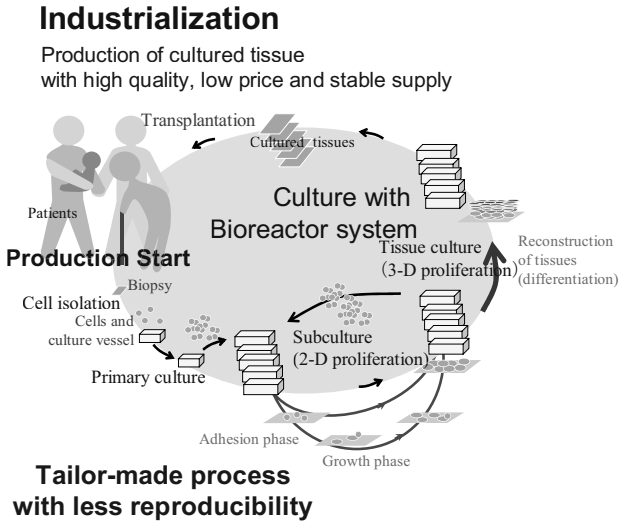 Industrialization
Production of cultured tissue
with high quality, low price and stable supply
Transplantation
Cultured tissues
Culture with
Bioreactor system
Patients
Tissue culture
(3-D proliferation)
Reconstruction
of tissues
(differentiation)
Production Start
Biopsy
Cell isolation
Cells and
culture vessel
Subculture
(2-D proliferation)
Primary culture
Adhesion phase
Growth phase
Tailor-made process
with less reproducibility